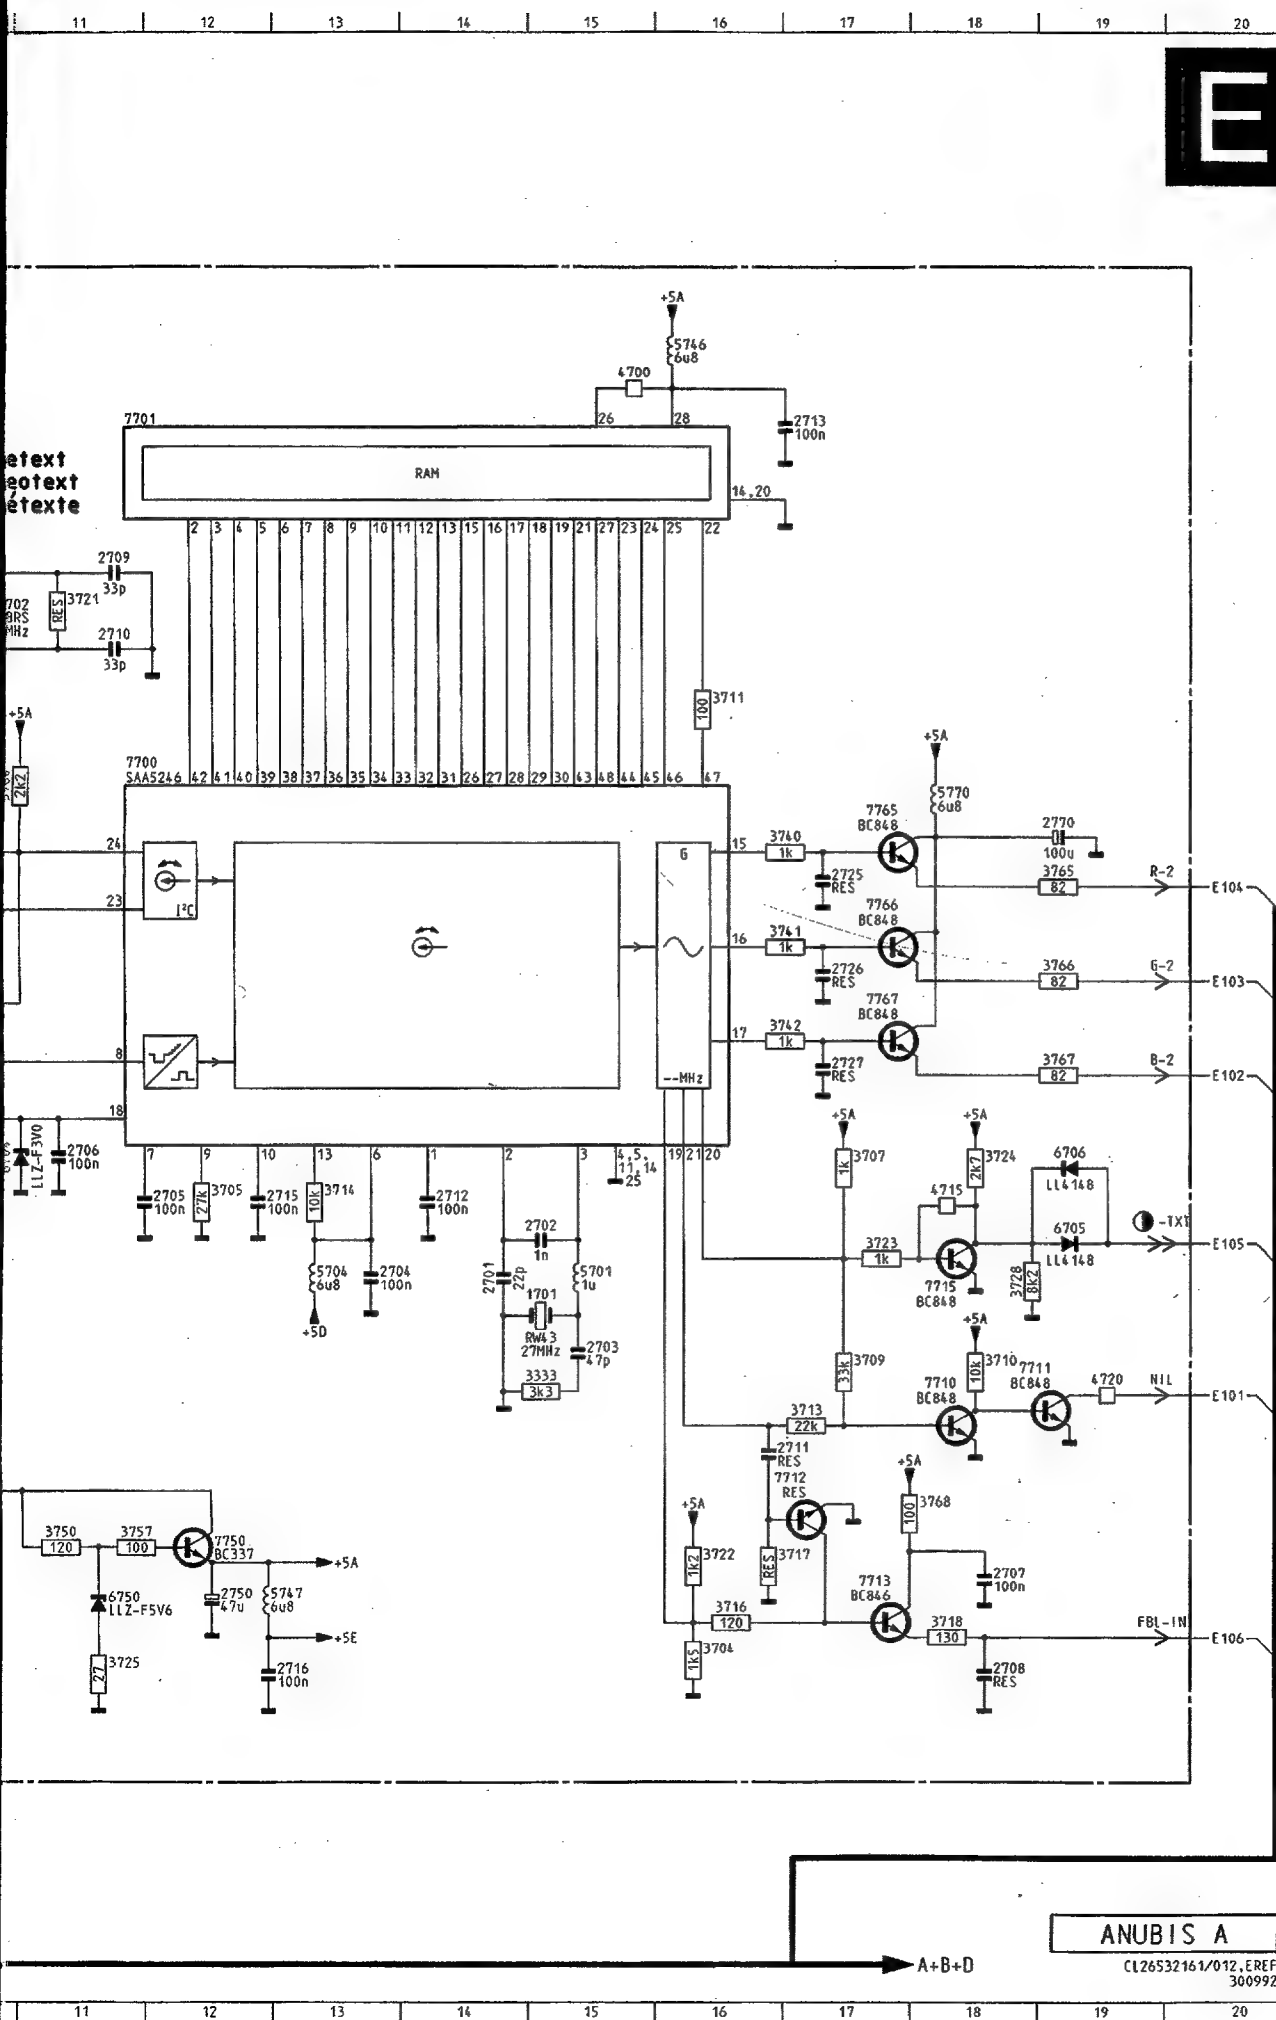 11 12 13 14 15 16 17 18 19 20
E
+5A
5746
6u8
4700
7701
26
28
2713
100n
etext
eotext
étexte
RAM
14,20
2 3 4 5 6 7 8 9 10 11 12 13 15 16 17 18 19 21 27 23 24 25 22
2709
33p
702
MHz
RES
3721
2710
33p
+5A
3711
100
2k2
7700
SAA5246
42 41 40 39 38 37 36 35 34 33 32 31 26 27 28 29 30 43 48 44 45 46 47
+5A
5770
6u8
24
23
I²C
8
18
G
--MHz
15
16
17
3740
1k
2725
RES
7765
BC848
2770
100u
3765
82
R-2
E104
3741
1k
2726
RES
7766
BC848
3766
82
G-2
E103
3742
1k
2727
RES
7767
BC848
3767
82
B-2
E102
LLZ-F3V0
2706
100n
7 9 10 13 6 1 2 3
4,5,
11,14
25
19 21 20
2705
100n
27k
3705
2715
100n
10k
3714
2712
100n
5704
6u8
2704
100n
+5D
2702
1n
2701
22p
5701
1u
1701
RW43
27MHz
2703
47p
3333
3k3
+5A
1k
3707
+5A
2k7
3724
4715
3723
1k
7715
BC848
6706
LL4148
6705
LL4148
3728
8k2
-TXT
E105
33k
3709
+5A
10k
3710
7710
BC848
7711
BC848
4720
NIL
E101
3713
22k
2711
RES
7712
RES
+5A
100
3768
+5A
1k2
3722
RES
3717
3716
120
1k5
3704
7713
BC846
2707
100n
3718
130
2708
RES
FBL-IN
E106
3750
120
3757
100
7750
BC337
+5A
6750
LLZ-F5V6
2750
47u
5747
6u8
+5E
27
3725
2716
100n
ANUBIS A
A+B+D
CL26532161/012,EREF
300992
11 12 13 14 15 16 17 18 19 20